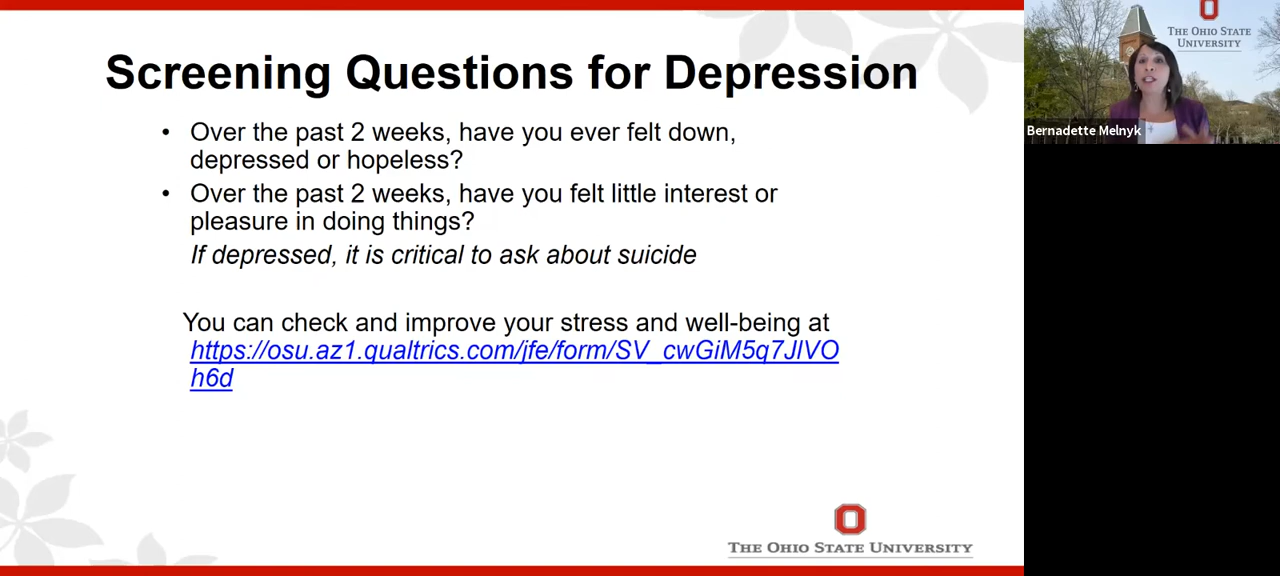 Screening Questions for Depression
• Over the past 2 weeks, have you ever felt down,
depressed or hopeless?
• Over the past 2 weeks, have you felt little interest or
pleasure in doing things?
If depressed, it is critical to ask about suicide
You can check and improve your stress and well-being at
https://osu.az1.qualtrics.com/jfe/form/SV_cwGiM5q7JlVO
h6d
THE OHIO STATE UNIVERSITY
THE OHIO STATE
UNIVERSITY
Bernadette Melnyk